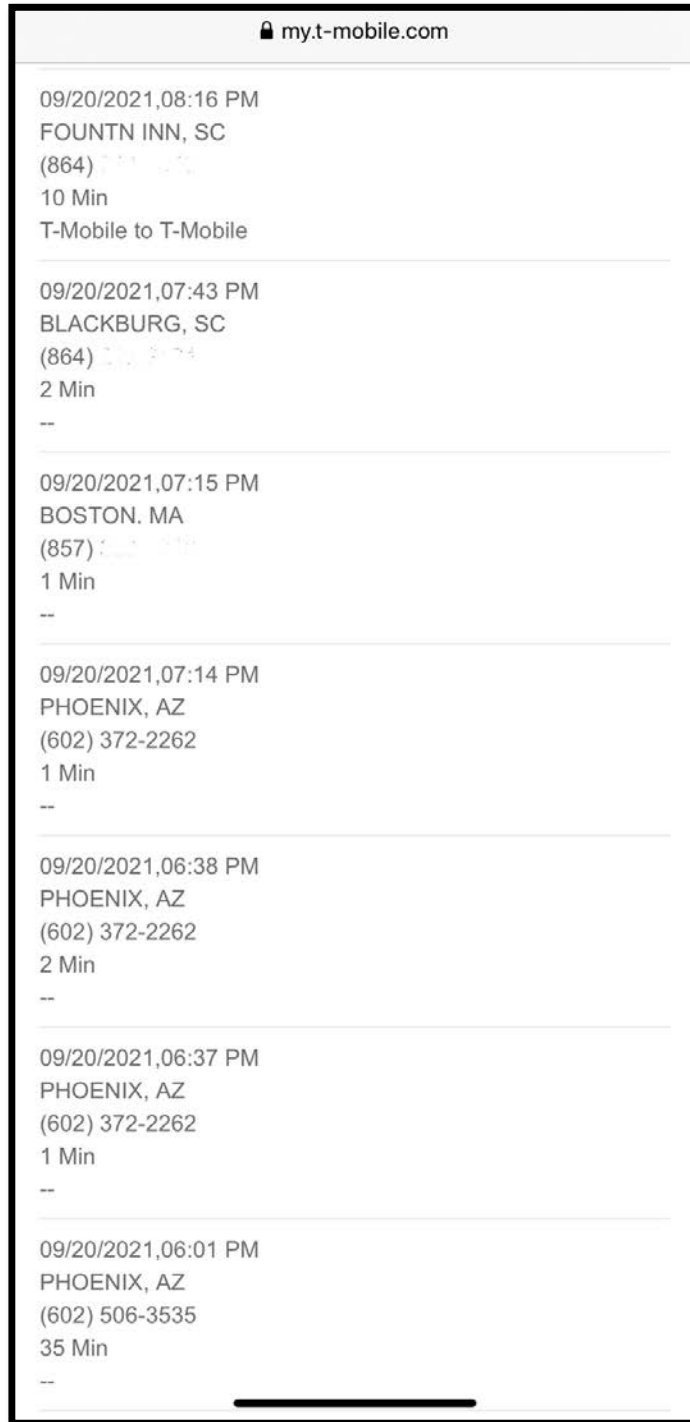 my.t-mobile.com
09/20/2021,08:16 PM
FOUNTN INN, SC
(864)
10 Min
T-Mobile to T-Mobile
09/20/2021,07:43 PM
BLACKBURG, SC
(864)
2 Min
--
09/20/2021,07:15 PM
BOSTON. MA
(857)
1 Min
--
09/20/2021,07:14 PM
PHOENIX, AZ
(602) 372-2262
1 Min
--
09/20/2021,06:38 PM
PHOENIX, AZ
(602) 372-2262
2 Min
--
09/20/2021,06:37 PM
PHOENIX, AZ
(602) 372-2262
1 Min
--
09/20/2021,06:01 PM
PHOENIX, AZ
(602) 506-3535
35 Min
--